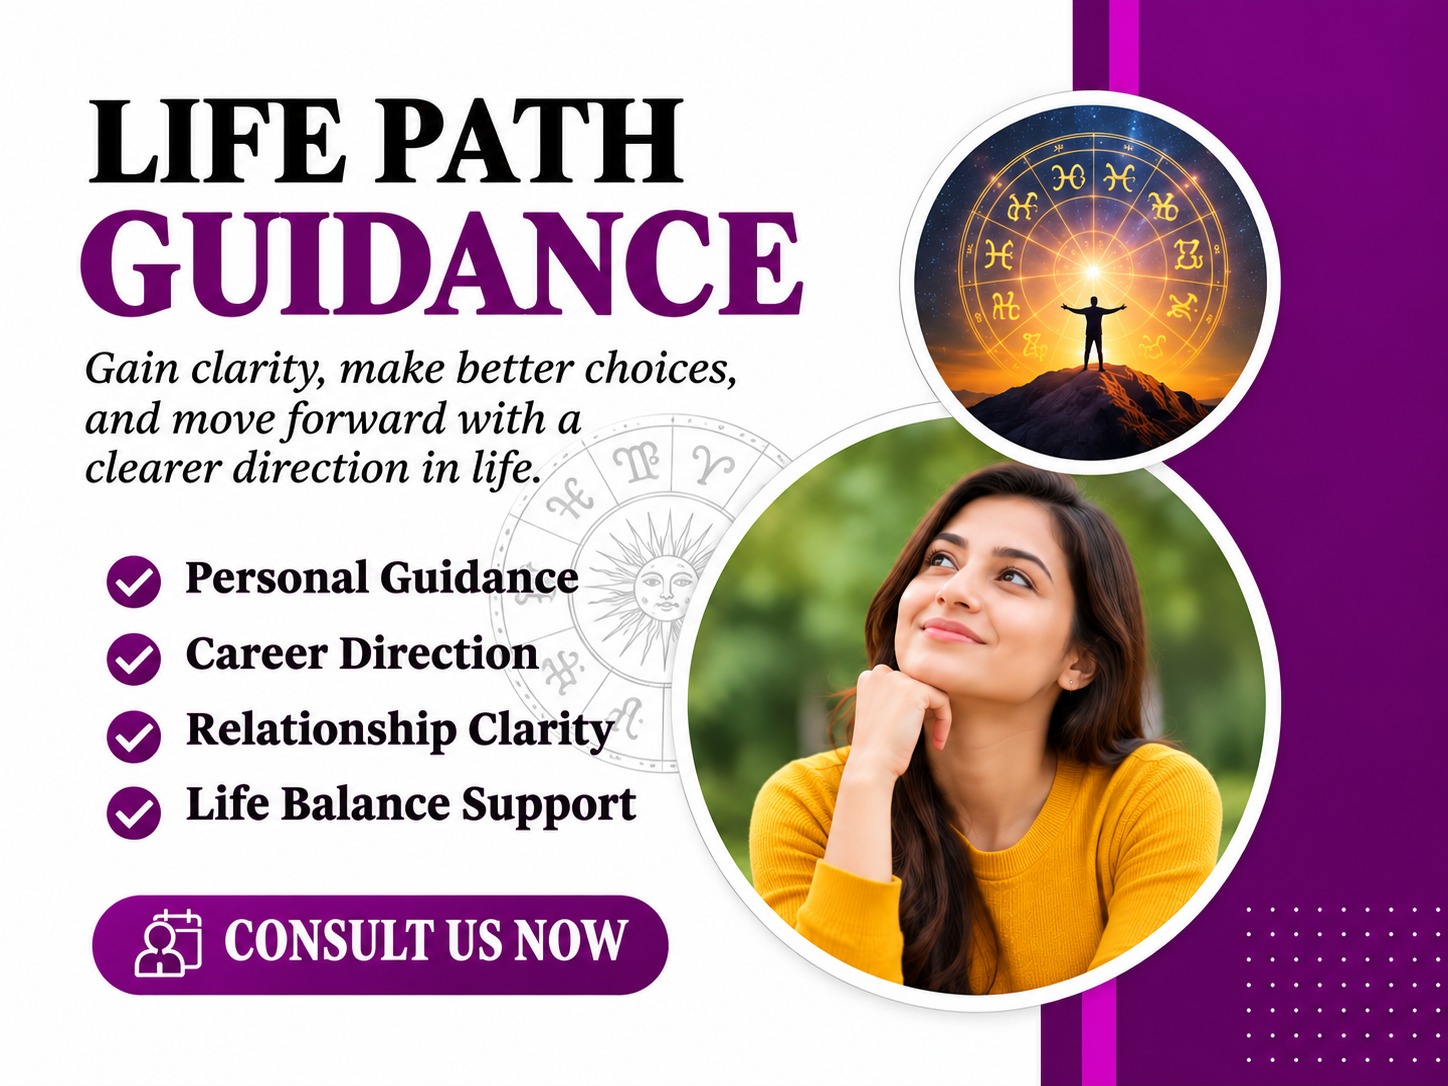 LIFE PATH
GUIDANCE
Gain clarity, make better choices,
and move forward with a
clearer direction in life.
Personal Guidance
Career Direction
Relationship Clarity
Life Balance Support
CONSULT US NOW